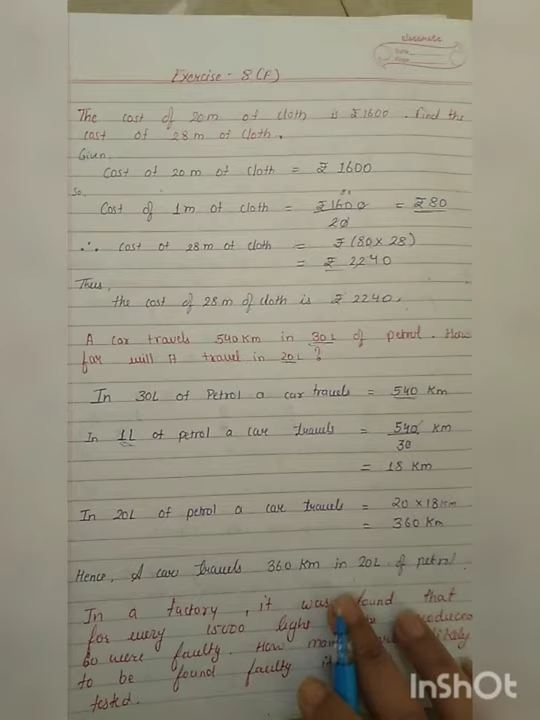 classmate
Date
Page
Exercise - 8(F)
The cost of 20m of cloth is ₹1600. Find the
cost of 28m of cloth.
Given
Cost of 20m of cloth = ₹ 1600
So,
Cost of 1m of cloth = ₹1600 = ₹80
20
∴ cost of 28m of cloth = ₹(80 × 28)
= ₹ 2240
Thus,
the cost of 28m of cloth is ₹ 2240.
A car travels 540 km in 30L of petrol. How
far will it travel in 20L?
In 30L of Petrol a car travels = 540 Km
In 1L of petrol a car travels = 540 km
30
= 18 Km
In 20L of petrol a car travels = 20 × 18 Km
= 360 Km
Hence, A car travels 360 Km in 20L of petrol.
In a factory, it was found that
for every 15000 light produced
60 were faulty. How likely
to be found faulty
tested.
InShOt